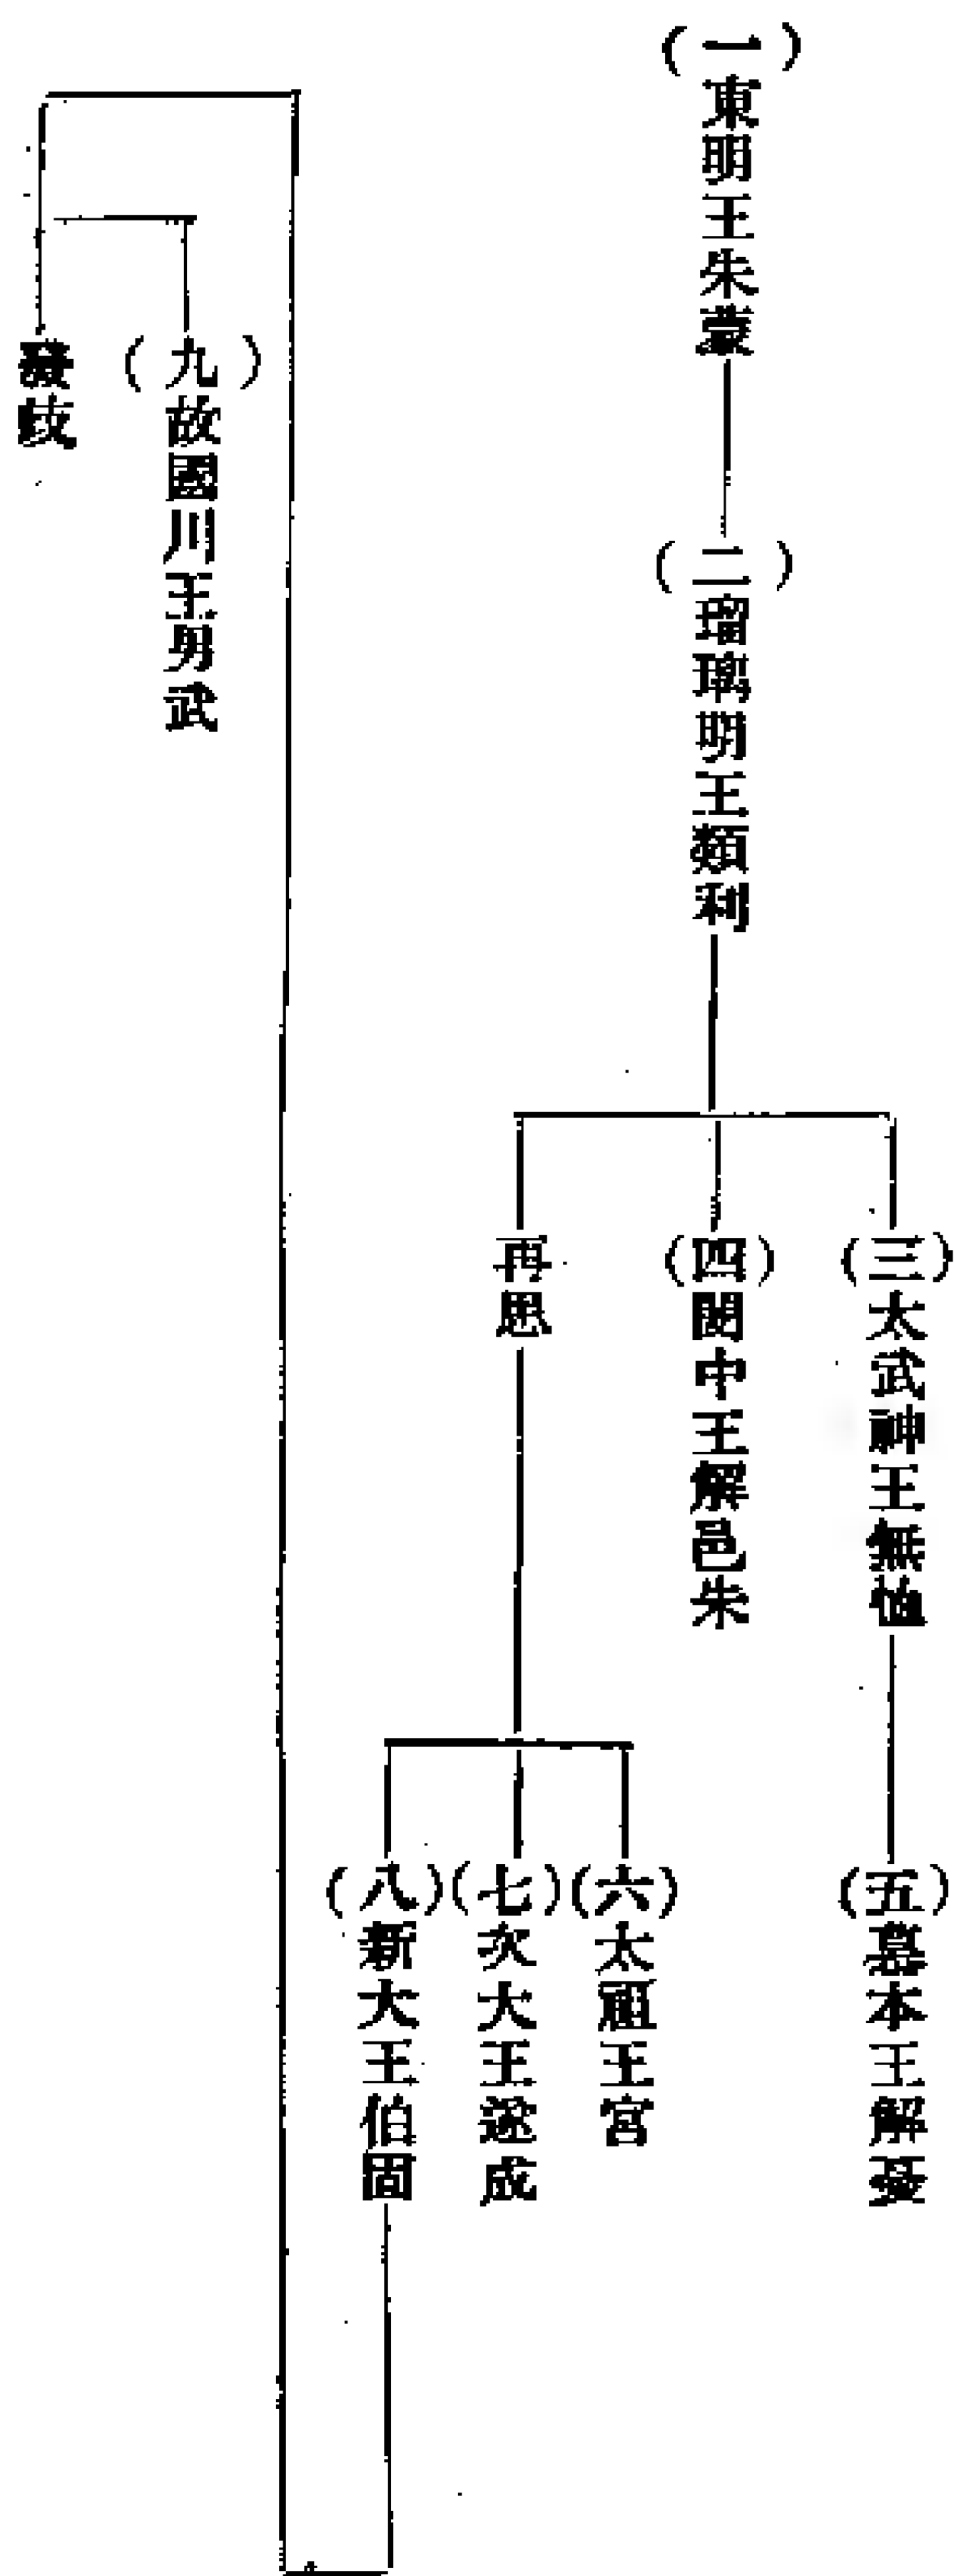 (一)東明王朱蒙
(二)瑠璃明王類利
(三)太武神王無恤
(四)閔中王解邑朱
再思
(五)慕本王解憂
(六)太祖王宮
(七)次大王遂成
(八)新大王伯固
(九)故國川王男武
發歧